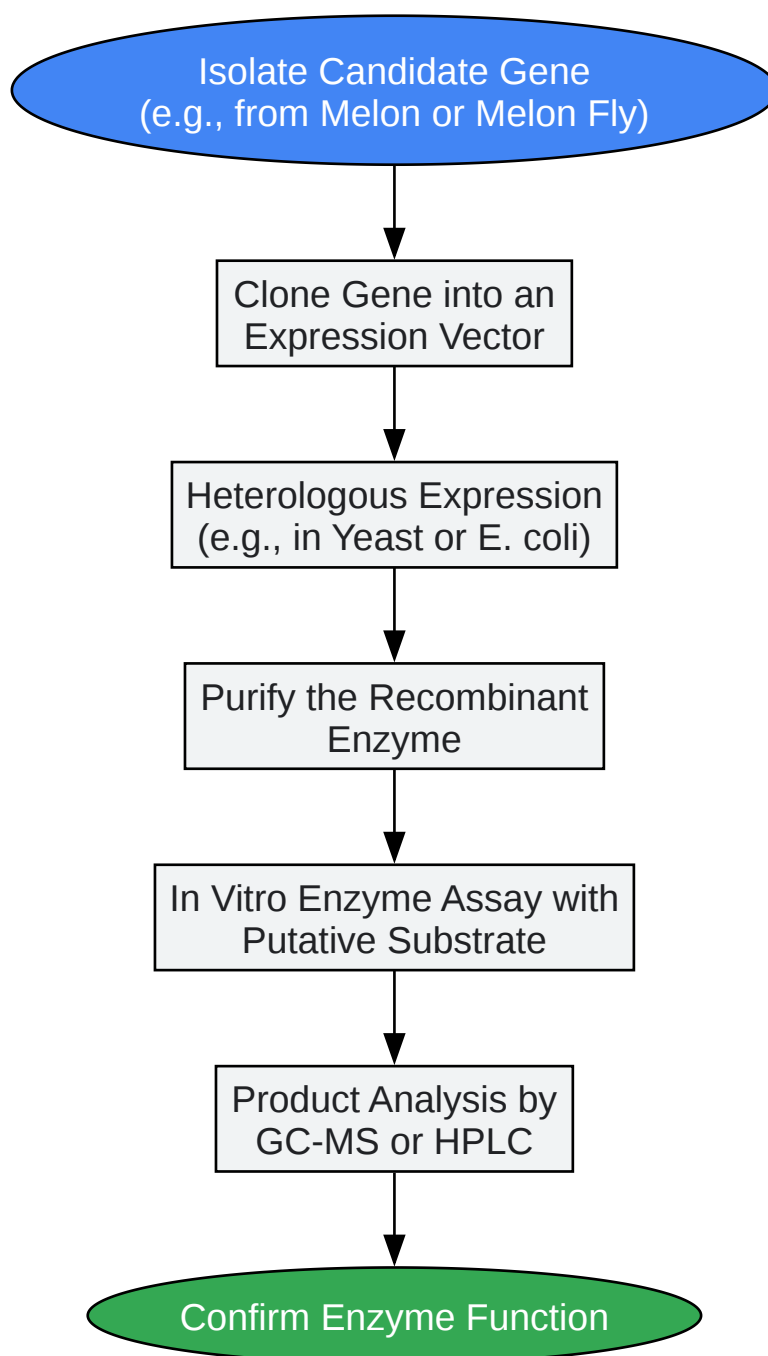 Isolate Candidate Gene
(e.g., from Melon or Melon Fly)
Clone Gene into an
Expression Vector
Heterologous Expression
(e.g., in Yeast or E. coli)
Purify the Recombinant
Enzyme
In Vitro Enzyme Assay with
Putative Substrate
Product Analysis by
GC-MS or HPLC
Confirm Enzyme Function